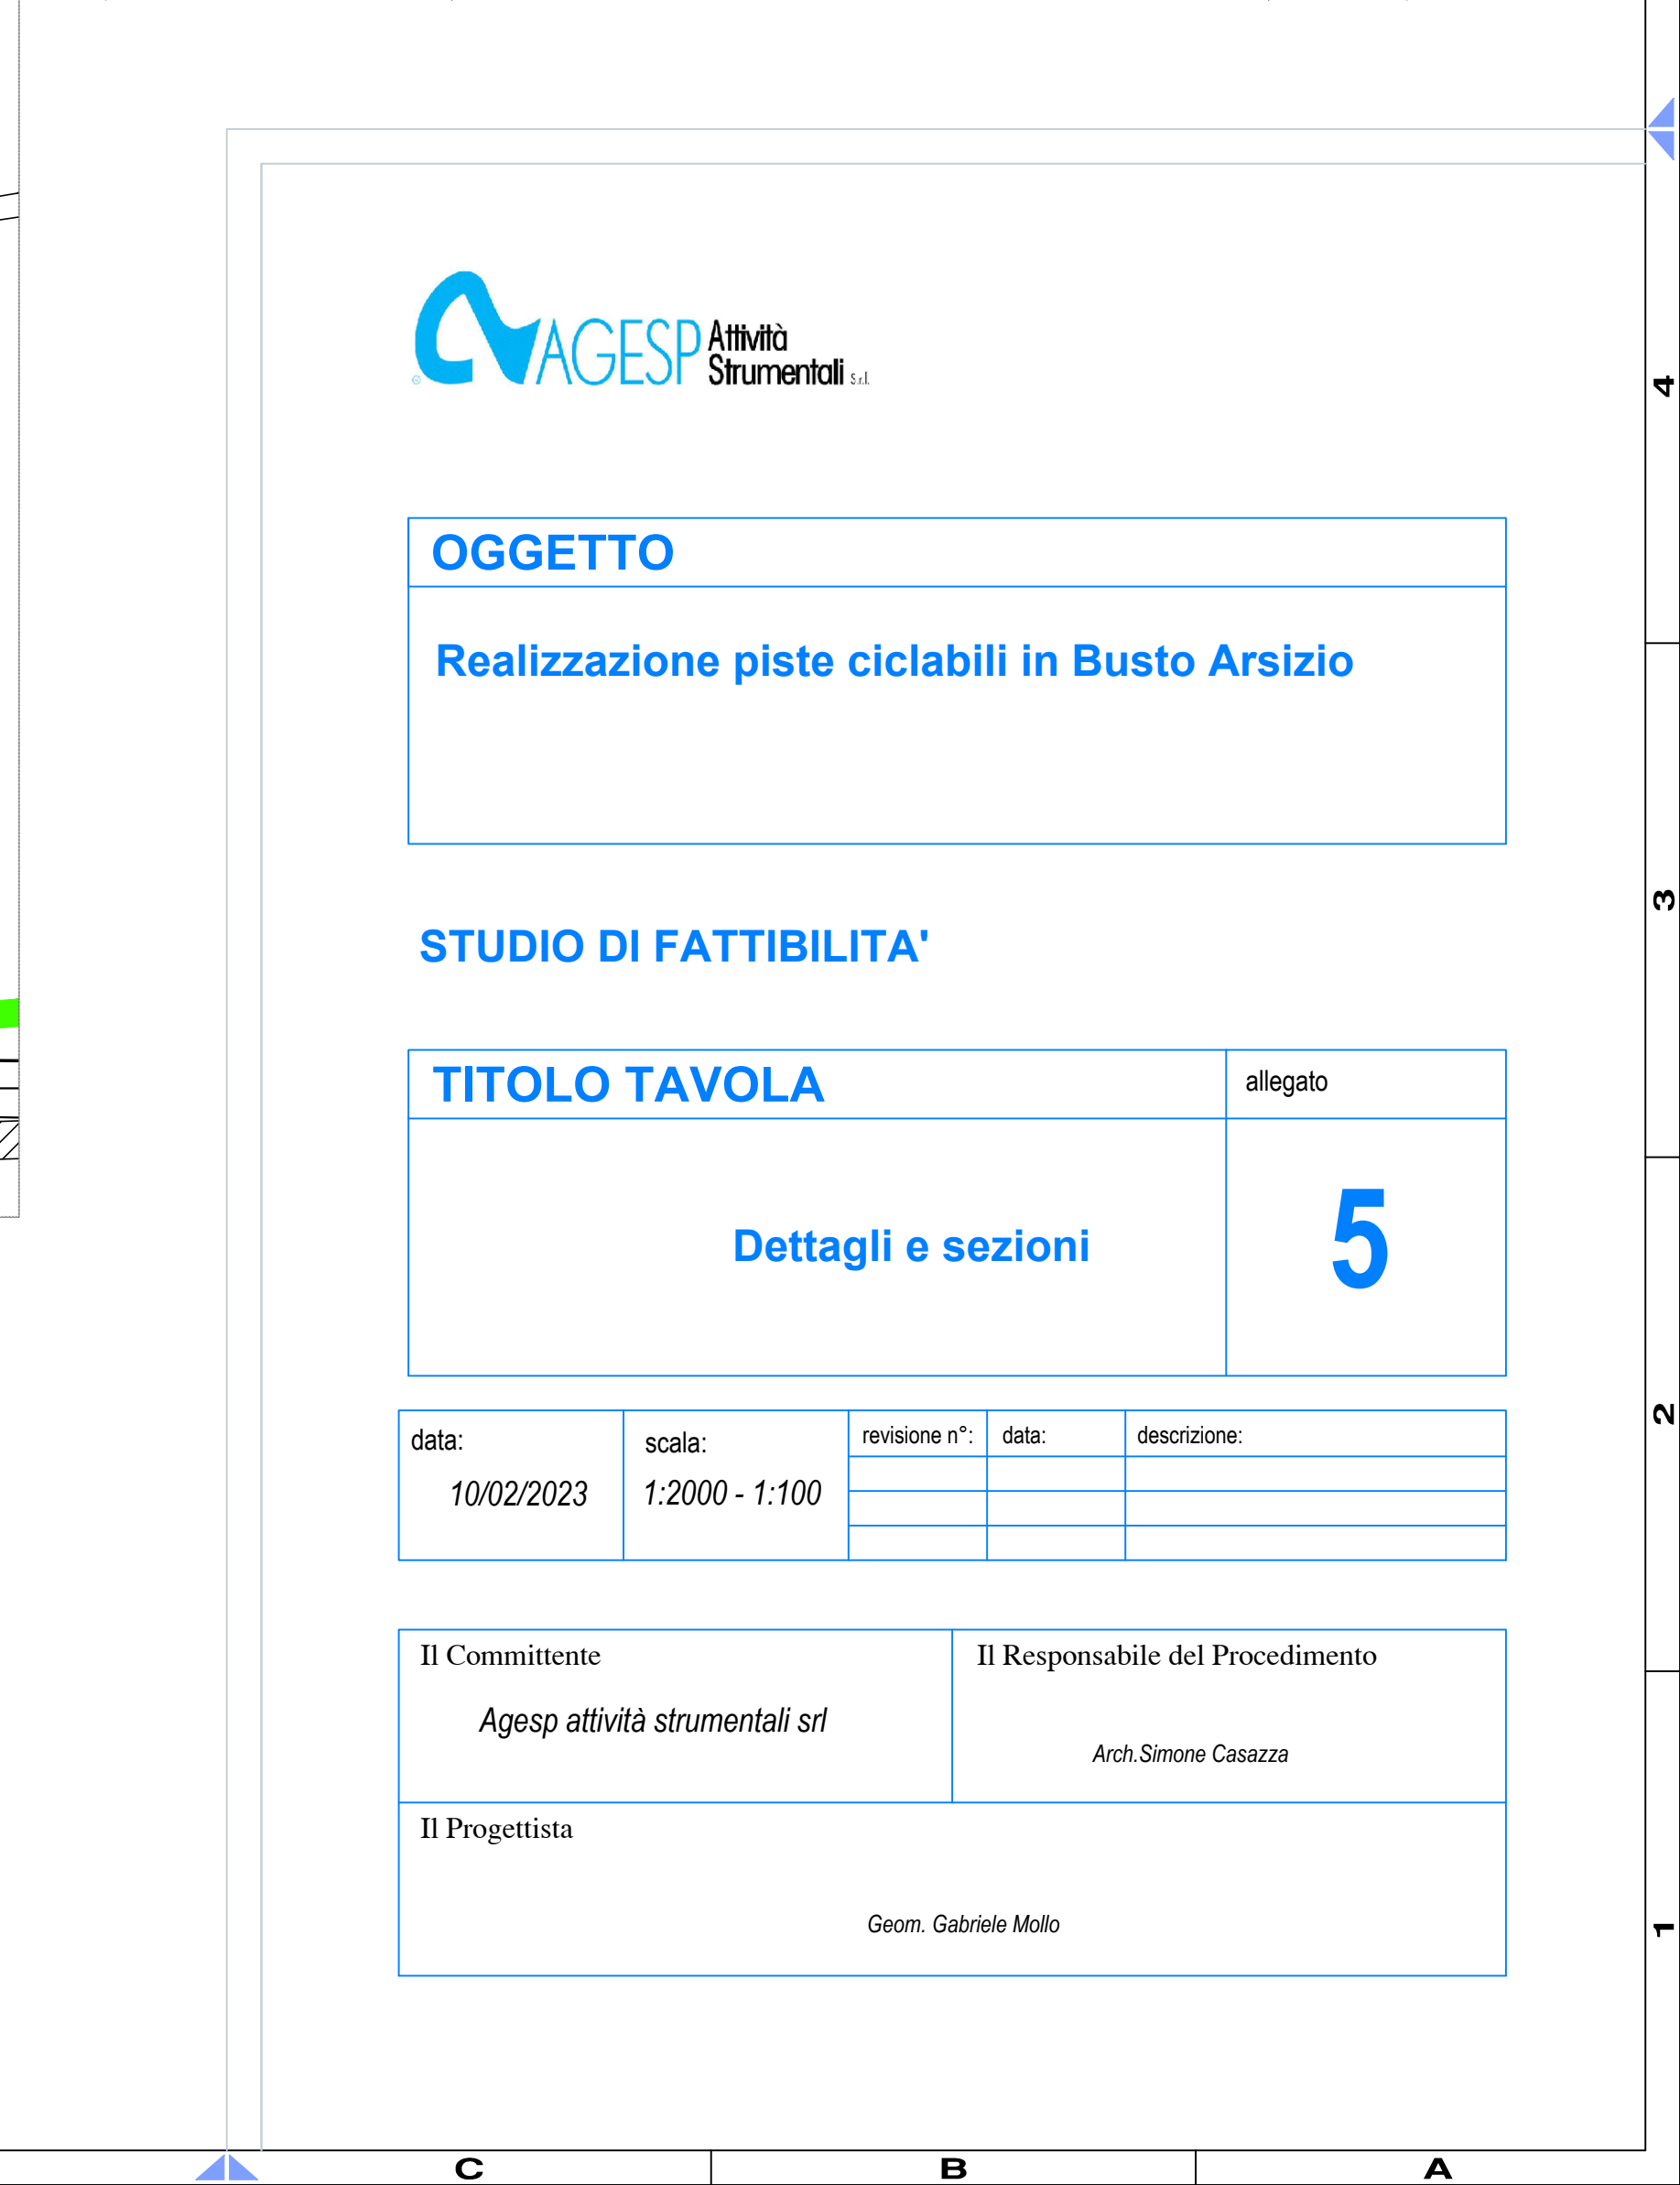 AGESP Attività
Strumentali s.r.l.
4
OGGETTO
Realizzazione piste ciclabili in Busto Arsizio
3
STUDIO DI FATTIBILITA'
TITOLO TAVOLA
allegato
Dettagli e sezioni
5
2
data:
scala:
revisione n°:
data:
descrizione:
10/02/2023
1:2000 - 1:100
Il Committente
Il Responsabile del Procedimento
Agesp attività strumentali srl
Arch.Simone Casazza
Il Progettista
Geom. Gabriele Mollo
1
C
B
A